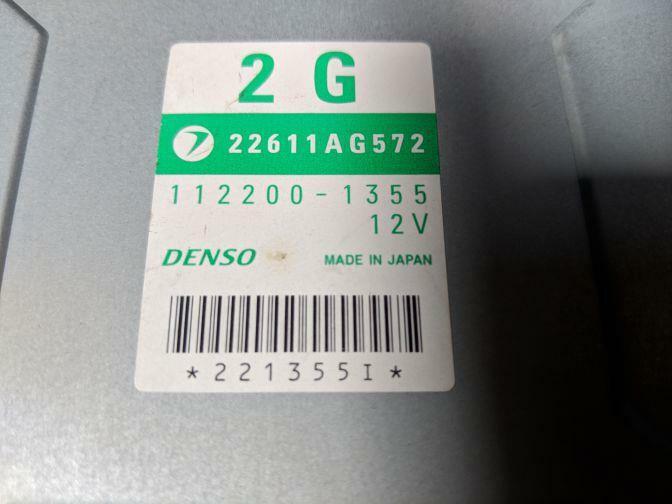 2 G
22611AG572
112200-1355
12V
DENSO MADE IN JAPAN
*221355I*